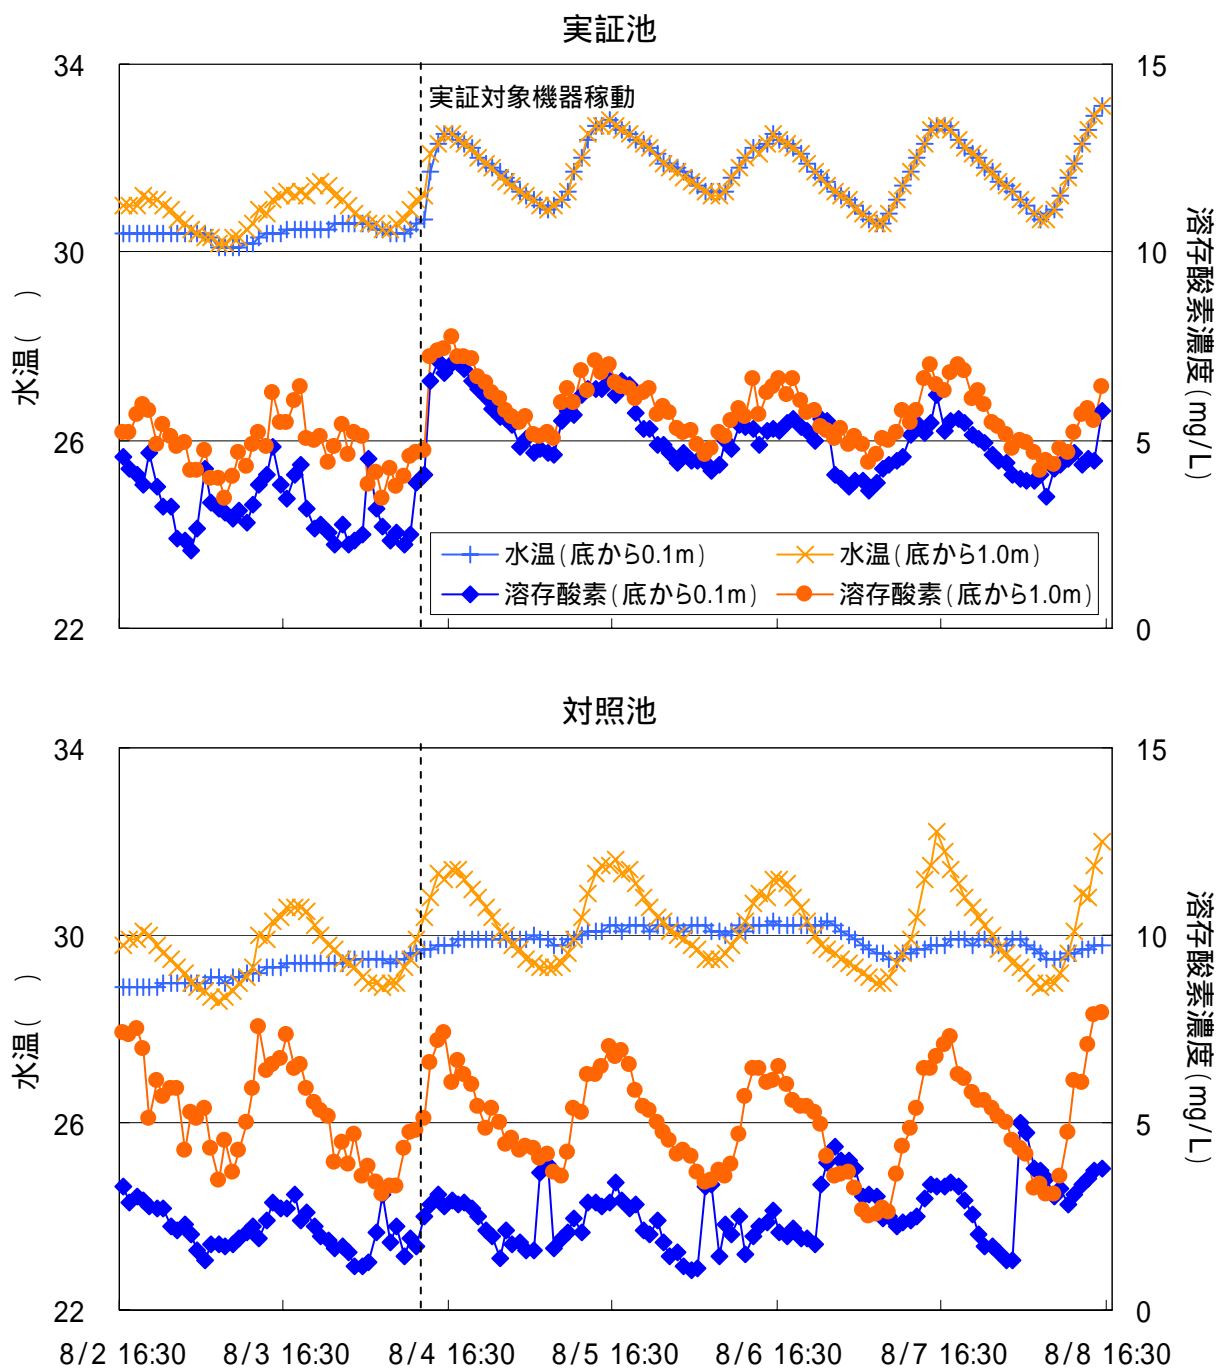 実証池
34
15
実証対象機器稼動
30
10
水温( )
溶存酸素濃度(mg/L)
26
5
水温(底から0.1m)
水温(底から1.0m)
溶存酸素(底から0.1m)
溶存酸素(底から1.0m)
22
0
対照池
34
15
30
10
水温( )
溶存酸素濃度(mg/L)
26
5
22
0
8/2 16:30
8/3 16:30
8/4 16:30
8/5 16:30
8/6 16:30
8/7 16:30
8/8 16:30